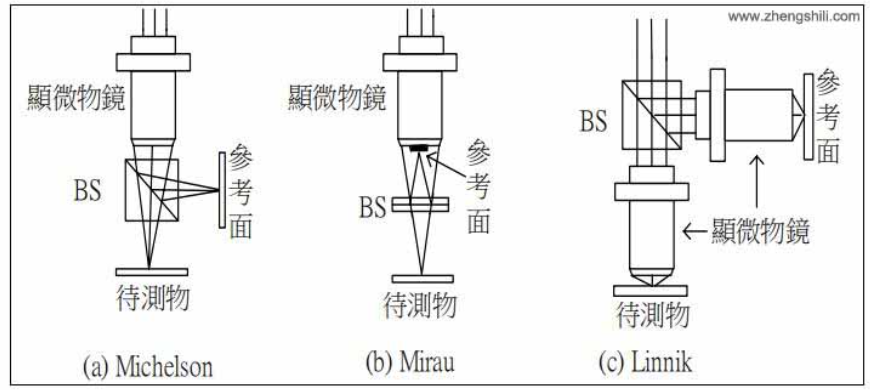 www.zhengshili.com
顯微物鏡
BS
參考面
待測物
(a) Michelson
顯微物鏡
參考面
BS
待測物
(b) Mirau
BS
參考面
顯微物鏡
待測物
(c) Linnik